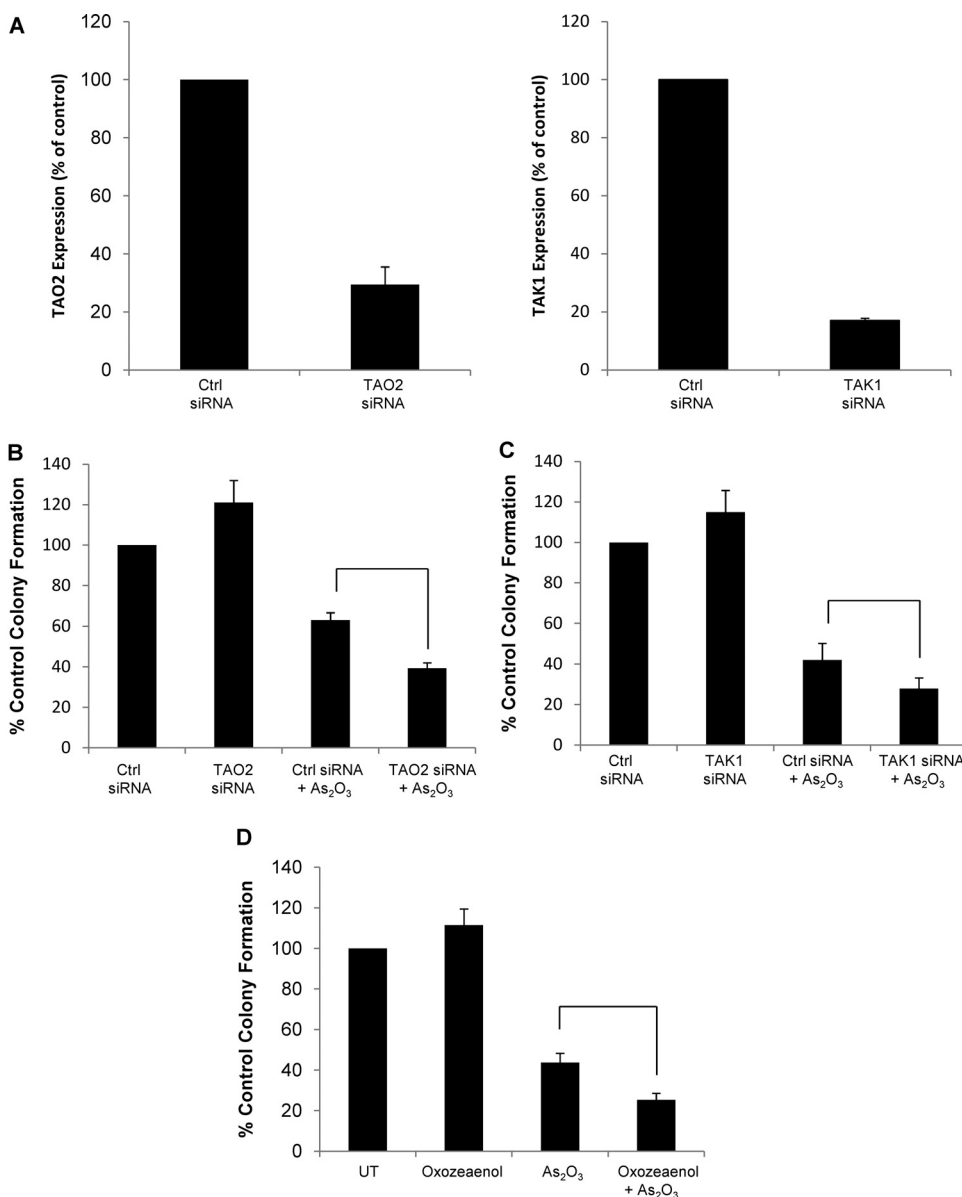 A
TAO2 Expression (% of control)
120
100
80
60
40
20
0
Ctrl
siRNA
TAO2
siRNA
TAK1 Expression (% of control)
120
100
80
60
40
20
0
Ctrl
siRNA
TAK1
siRNA
B
% Control Colony Formation
140
120
100
80
60
40
20
0
Ctrl
siRNA
TAO2
siRNA
Ctrl siRNA
+ As₂O₃
TAO2 siRNA
+ As₂O₃
C
% Control Colony Formation
140
120
100
80
60
40
20
0
Ctrl
siRNA
TAK1
siRNA
Ctrl siRNA
+ As₂O₃
TAK1 siRNA
+ As₂O₃
D
% Control Colony Formation
140
120
100
80
60
40
20
0
UT
Oxozeaenol
As₂O₃
Oxozeaenol
+ As₂O₃